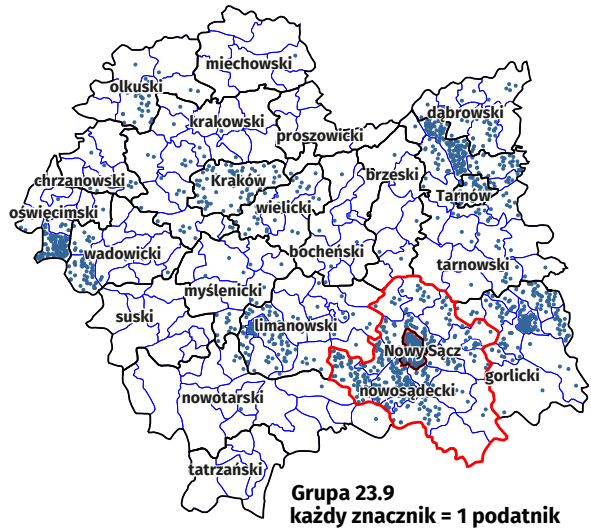 miechowski
olkuski
dąbrowski
krakowski
proszowicki
brzeski
chrzanowski
Kraków
Tarnów
wielicki
oświęcimski
wadowicki
bocheński
tarnowski
myślenicki
suski
limanowski
Nowy Sącz
gorlicki
nowosądecki
nowotarski
tatrzański
Grupa 23.9
każdy znacznik = 1 podatnik